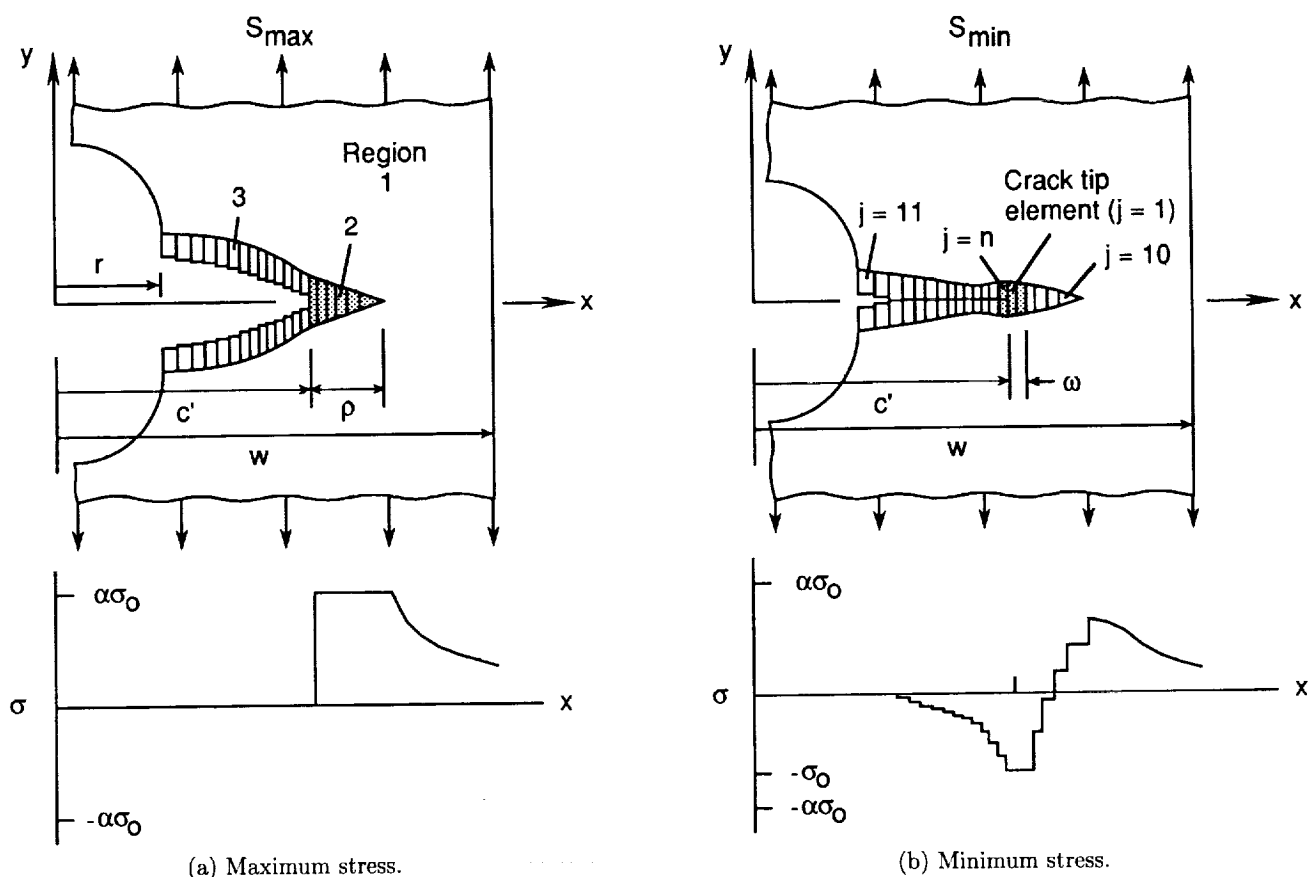 S_max
y
Region
1
3
2
r
x
c'
ρ
w
ασ_o
σ
x
-ασ_o
(a) Maximum stress.
S_min
y
Crack tip
element (j = 1)
j = 11
j = n
j = 10
x
ω
c'
w
ασ_o
σ
x
-σ_o
-ασ_o
(b) Minimum stress.